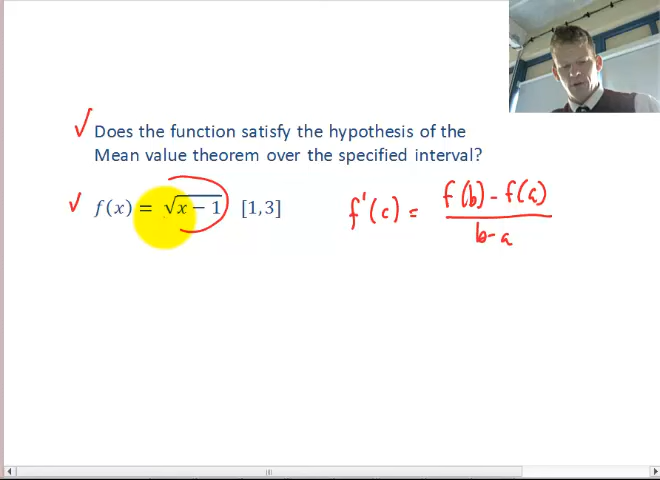 ✓ Does the function satisfy the hypothesis of the
Mean value theorem over the specified interval?
✓ f(x) = √x − 1 [1,3] f'(c) = f(b) - f(a)
b-a